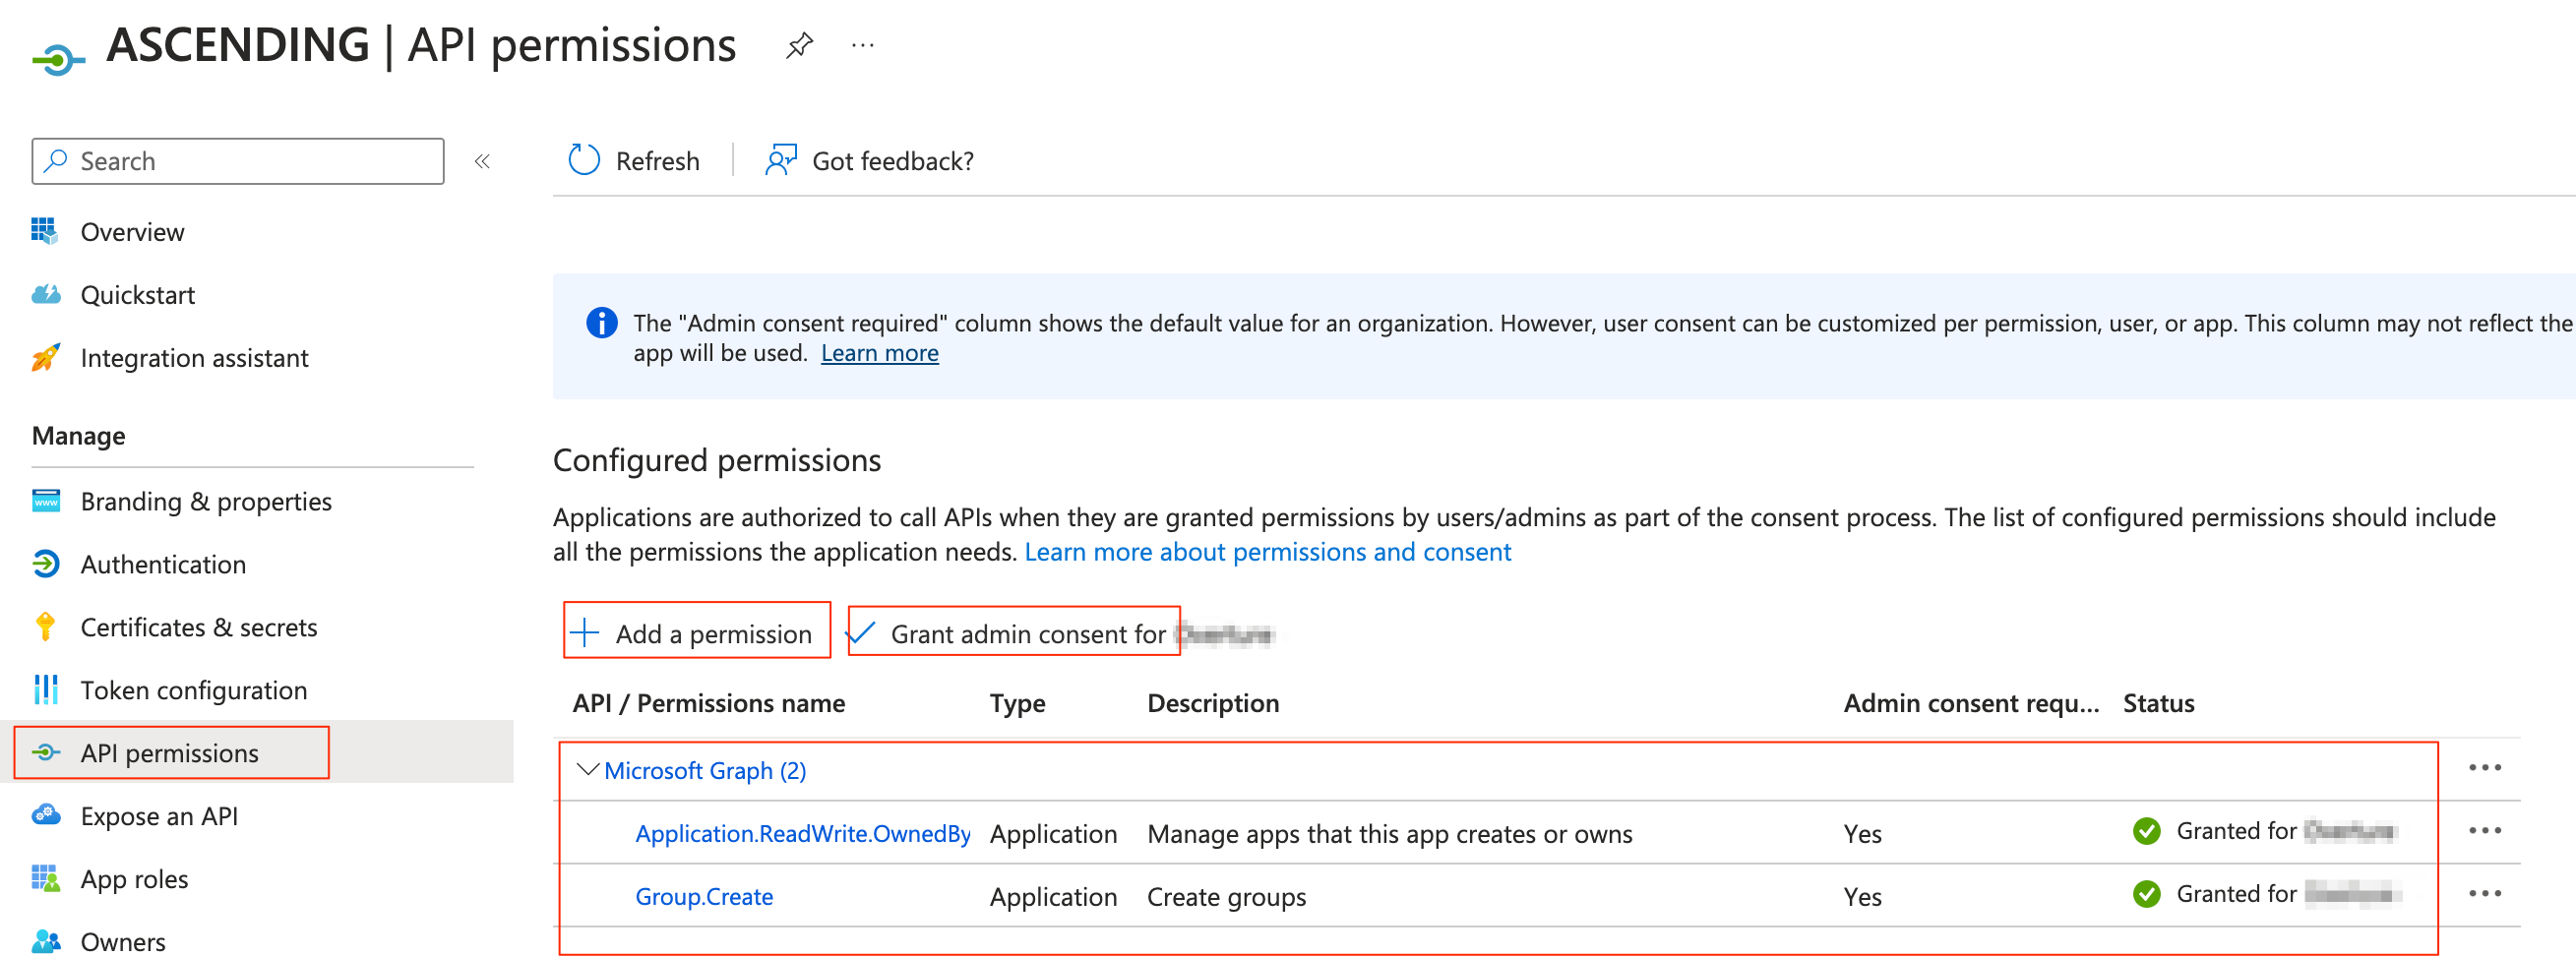 ASCENDING | API permissions
Search
Refresh
Got feedback?
Overview
Quickstart
Integration assistant
Manage
Branding & properties
Authentication
Certificates & secrets
Token configuration
API permissions
Expose an API
App roles
Owners
The "Admin consent required" column shows the default value for an organization. However, user consent can be customized per permission, user, or app. This column may not reflect the
app will be used. Learn more
Configured permissions
Applications are authorized to call APIs when they are granted permissions by users/admins as part of the consent process. The list of configured permissions should include
all the permissions the application needs. Learn more about permissions and consent
Add a permission
Grant admin consent for
API / Permissions name Type Description Admin consent requ... Status
Microsoft Graph (2)
Application.ReadWrite.OwnedBy Application Manage apps that this app creates or owns Yes Granted for
Group.Create Application Create groups Yes Granted for